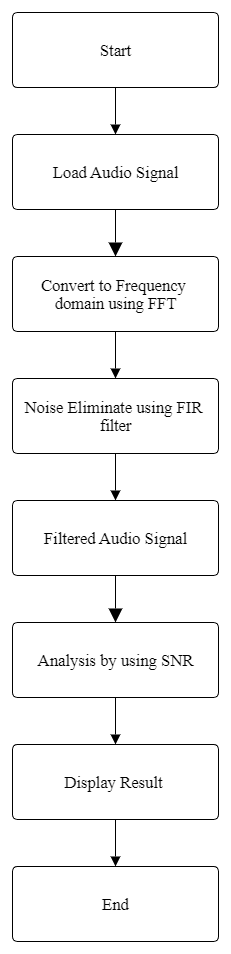 Start
Load Audio Signal
Convert to Frequency
domain using FFT
Noise Eliminate using FIR
filter
Filtered Audio Signal
Analysis by using SNR
Display Result
End